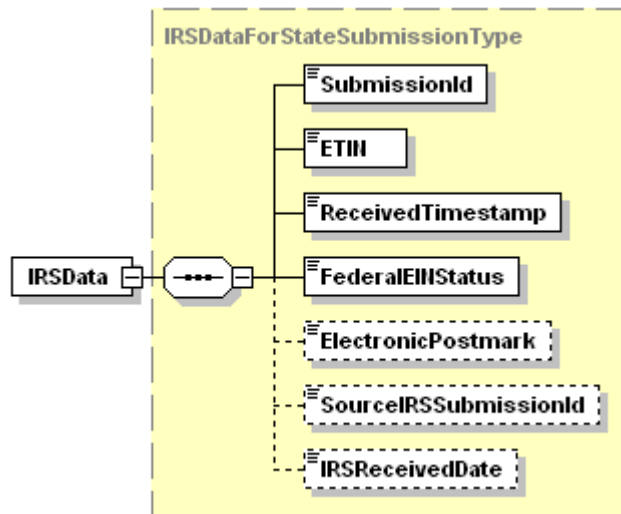 IRSDataForStateSubmissionType
SubmissionId
ETIN
ReceivedTimestamp
IRSData
FederalEINStatus
ElectronicPostmark
SourceIRSSubmissionId
IRSReceivedDate